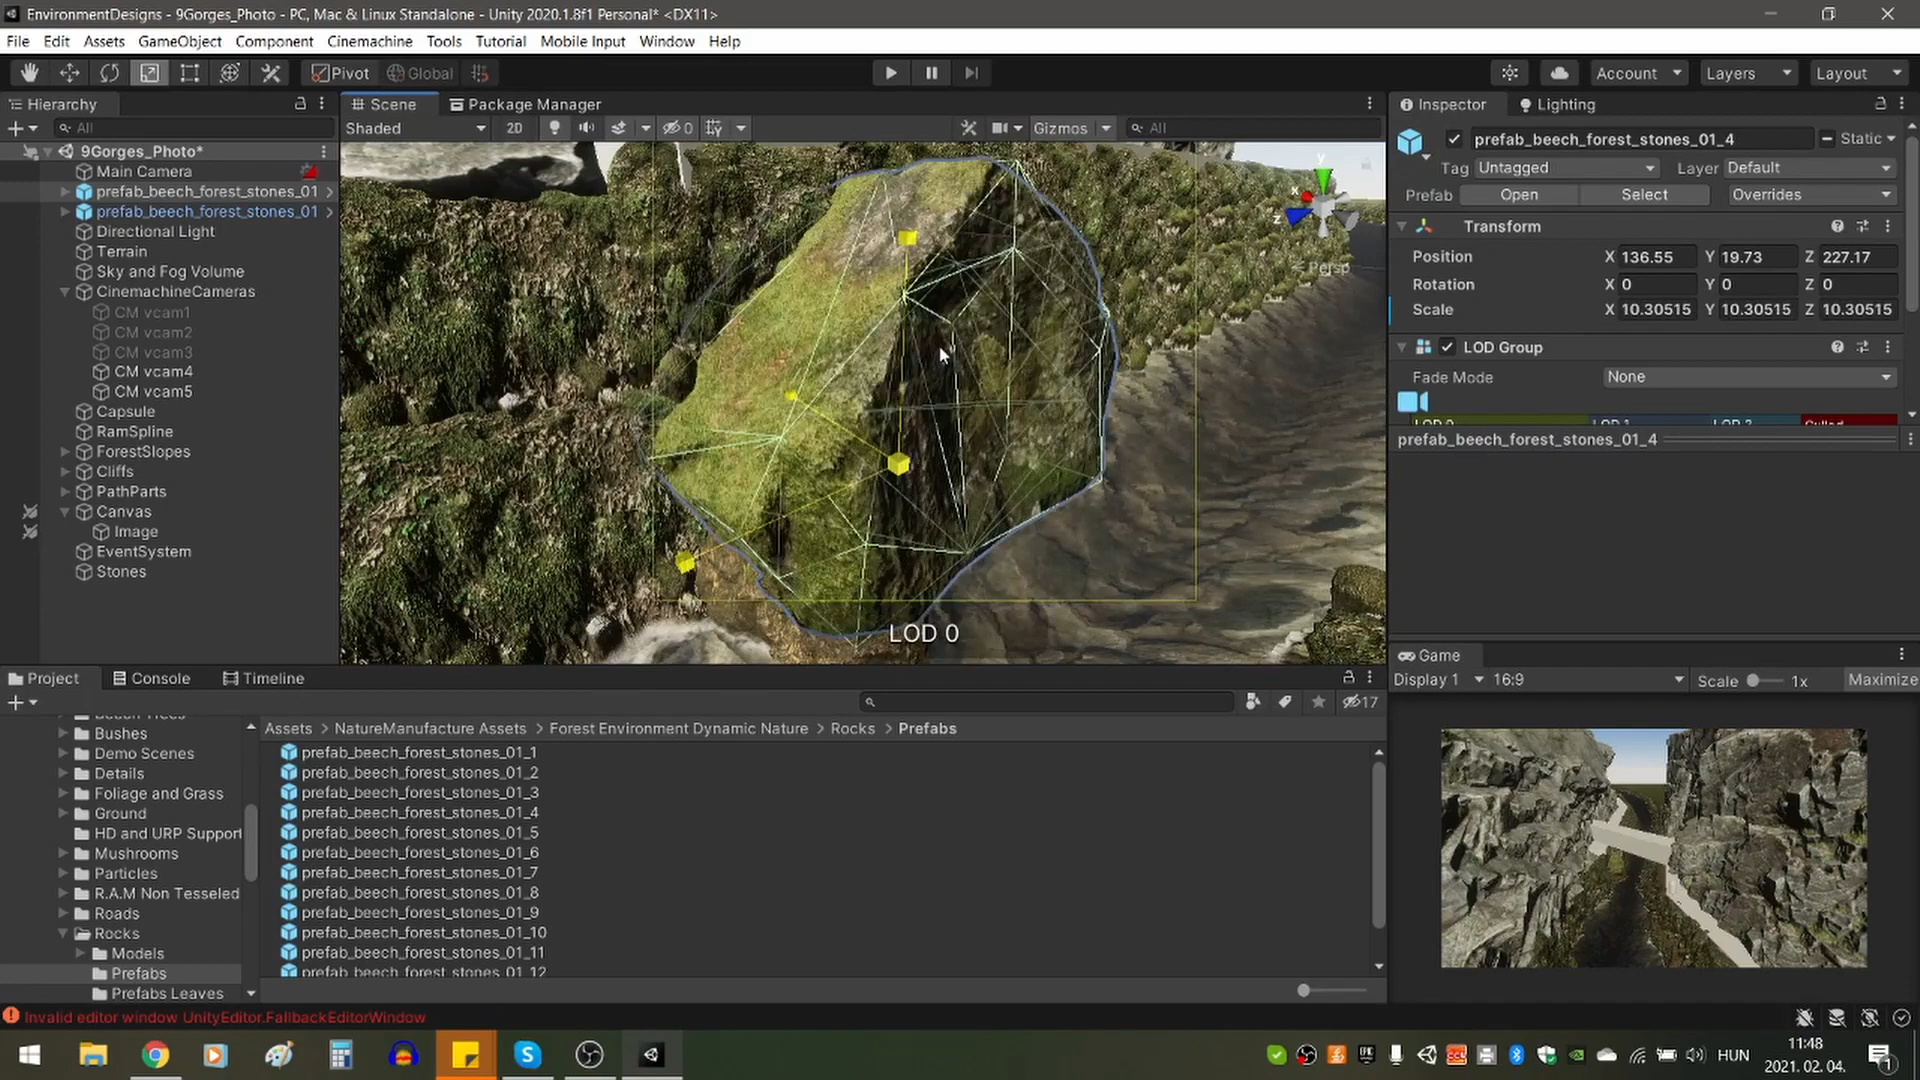 EnvironmentDesigns - 9Gorges_Photo - PC, Mac & Linux Standalone - Unity 2020.1.8f1 Personal* <DX11>
File Edit Assets GameObject Component Cinemachine Tools Tutorial Mobile Input Window Help
Pivot Global Account Layers Layout
Hierarchy
All
9Gorges_Photo*
Main Camera
prefab_beech_forest_stones_01
prefab_beech_forest_stones_01
Directional Light
Terrain
Sky and Fog Volume
CinemachineCameras
CM vcam1
CM vcam2
CM vcam3
CM vcam4
CM vcam5
Capsule
RamSpline
ForestSlopes
Cliffs
PathParts
Canvas
Image
EventSystem
Stones
Scene Package Manager
Shaded 2D 0 Gizmos All
y
x
z
Persp
LOD 0
Inspector Lighting
prefab_beech_forest_stones_01_4 Static
Tag Untagged Layer Default
Prefab Open Select Overrides
Transform
Position X 136.55 Y 19.73 Z 227.17
Rotation X 0 Y 0 Z 0
Scale X 10.30515 Y 10.30515 Z 10.30515
LOD Group
Fade Mode None
prefab_beech_forest_stones_01_4
Game
Display 1 16:9 Scale 1x Maximize
Project Console Timeline
17
Bushes
Demo Scenes
Details
Foliage and Grass
Ground
HD and URP Support
Mushrooms
Particles
R.A.M Non Tesseled
Roads
Rocks
Models
Prefabs
Prefabs Leaves
Assets > NatureManufacture Assets > Forest Environment Dynamic Nature > Rocks > Prefabs
prefab_beech_forest_stones_01_1
prefab_beech_forest_stones_01_2
prefab_beech_forest_stones_01_3
prefab_beech_forest_stones_01_4
prefab_beech_forest_stones_01_5
prefab_beech_forest_stones_01_6
prefab_beech_forest_stones_01_7
prefab_beech_forest_stones_01_8
prefab_beech_forest_stones_01_9
prefab_beech_forest_stones_01_10
prefab_beech_forest_stones_01_11
prefab_beech_forest_stones_01_12
Invalid editor window UnityEditor.FallbackEditorWindow
HUN
11:48
2021. 02. 04.
1